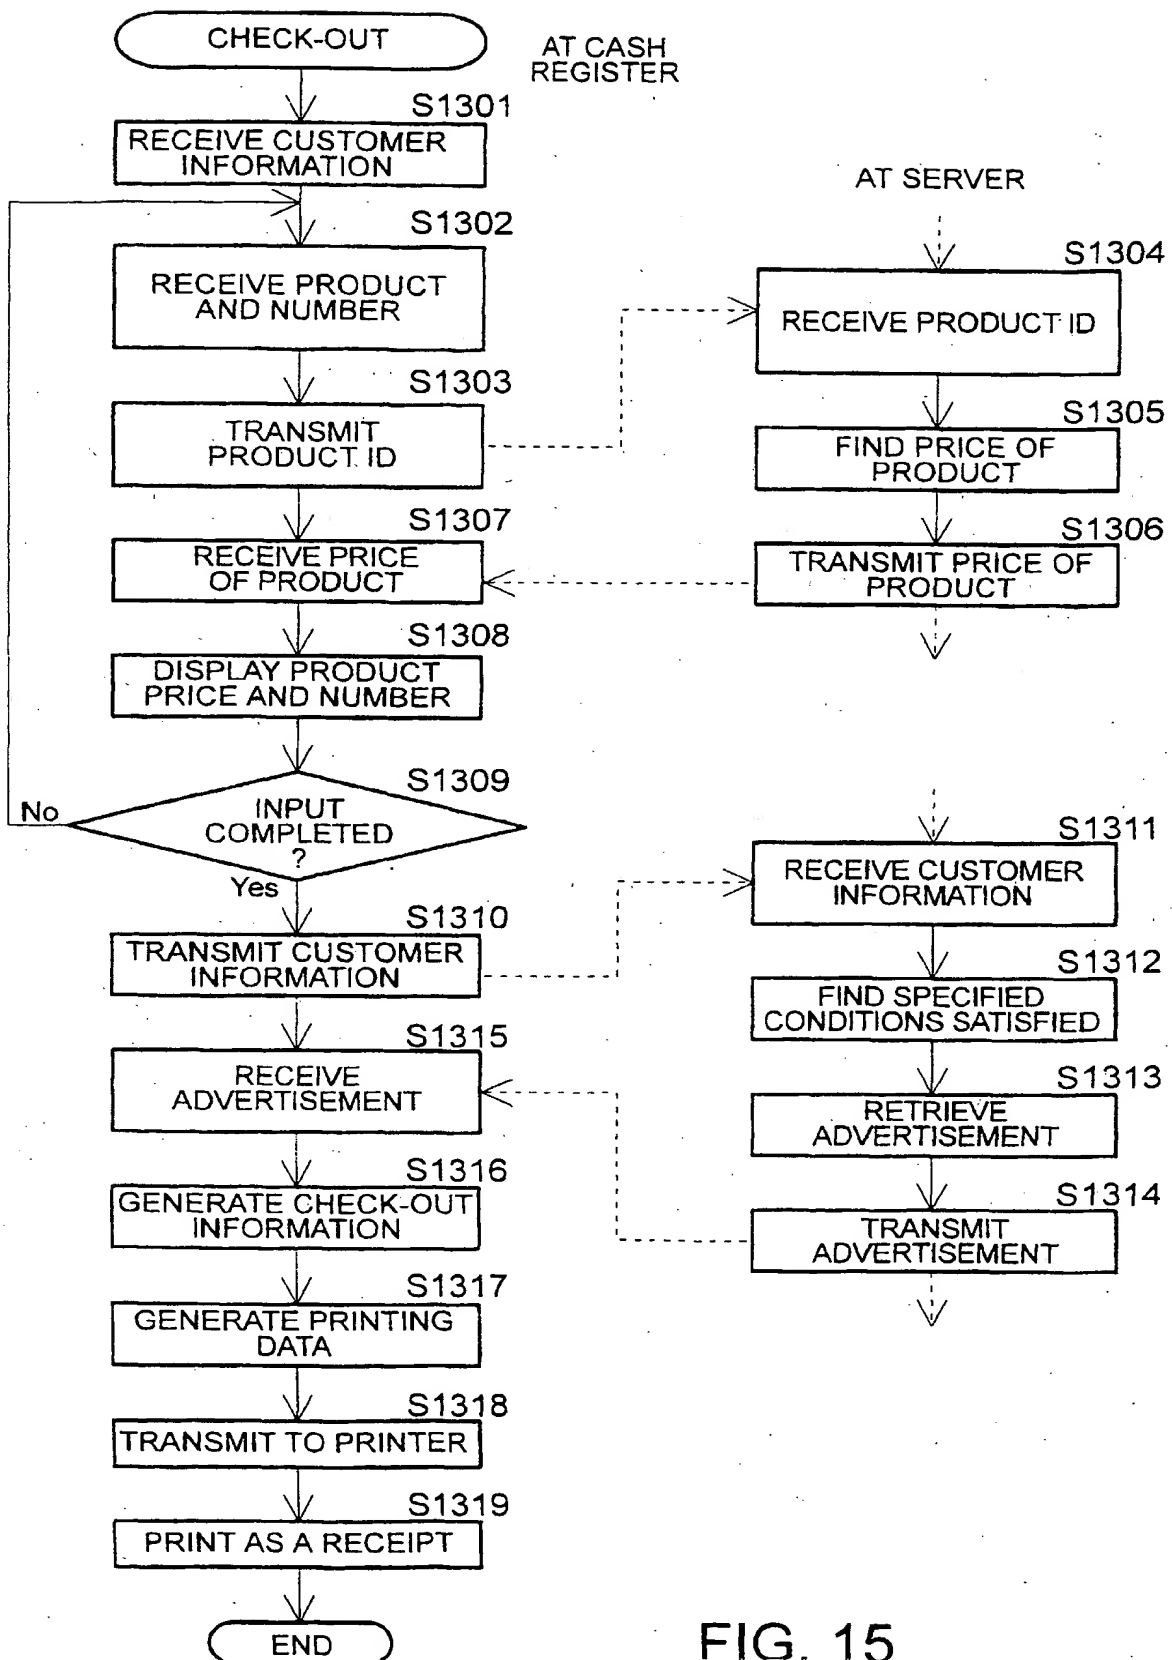 CHECK-OUT
AT CASH
REGISTER
S1301
RECEIVE CUSTOMER
INFORMATION
AT SERVER
S1302
RECEIVE PRODUCT
AND NUMBER
S1304
RECEIVE PRODUCT ID
S1303
TRANSMIT
PRODUCT ID
S1305
FIND PRICE OF
PRODUCT
S1307
RECEIVE PRICE
OF PRODUCT
S1306
TRANSMIT PRICE OF
PRODUCT
S1308
DISPLAY PRODUCT
PRICE AND NUMBER
S1309
INPUT
COMPLETED
?
No
Yes
S1311
RECEIVE CUSTOMER
INFORMATION
S1310
TRANSMIT CUSTOMER
INFORMATION
S1312
FIND SPECIFIED
CONDITIONS SATISFIED
S1315
RECEIVE
ADVERTISEMENT
S1313
RETRIEVE
ADVERTISEMENT
S1316
GENERATE CHECK-OUT
INFORMATION
S1314
TRANSMIT
ADVERTISEMENT
S1317
GENERATE PRINTING
DATA
S1318
TRANSMIT TO PRINTER
S1319
PRINT AS A RECEIPT
END
FIG. 15